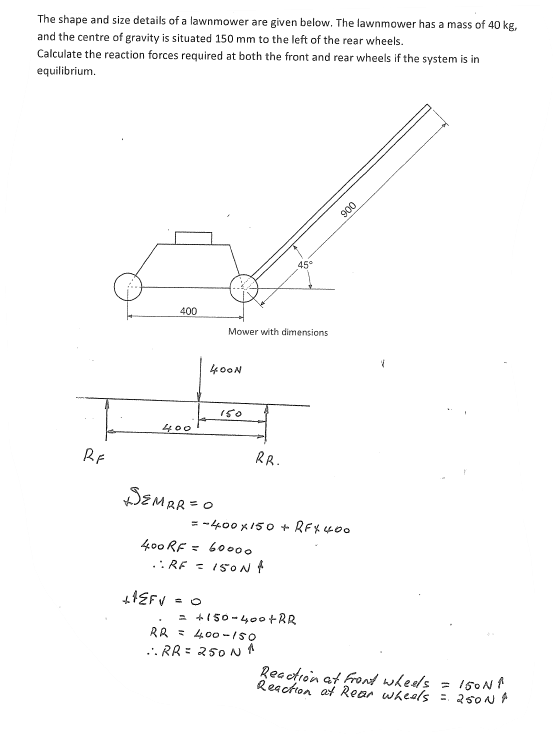 The shape and size details of a lawnmower are given below. The lawnmower has a mass of 40 kg,
and the centre of gravity is situated 150 mm to the left of the rear wheels.
Calculate the reaction forces required at both the front and rear wheels if the system is in
equilibrium.
900
45°
400
Mower with dimensions
400N
150
400
RF
RR.
+ΣMRR = 0
= -400×150 + RF×400
400RF = 60000
∴ RF = 150N ↑
+↑ΣFV = 0
= +150-400+RR
RR = 400-150
∴ RR = 250N ↑
Reaction at Front wheels = 150N ↑
Reaction at Rear wheels = 250N ↑